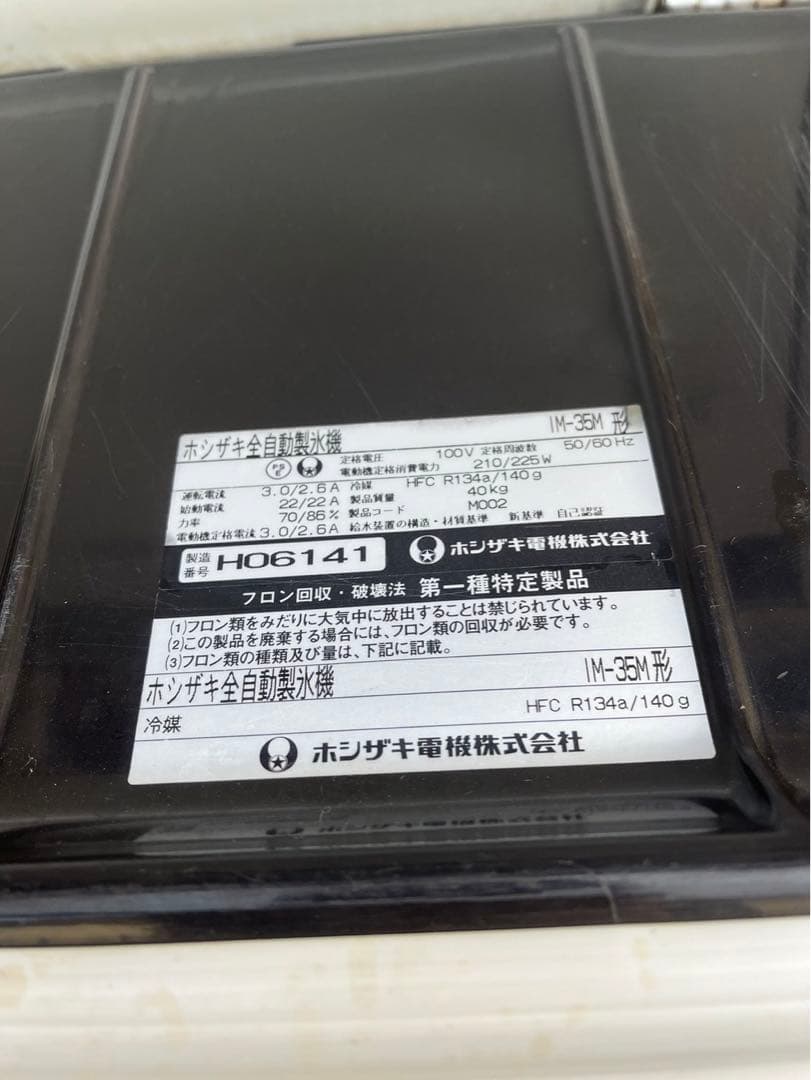 ホシザキ全自動製氷機 IM-35M 形
PS E 定格電圧 100V 定格周波数 50/60Hz
電動機定格消費電力 210/225W
運転電流 3.0/2.6A 冷媒 HFC R134a/140g
始動電流 22/22A 製品質量 40kg
力率 70/86% 製品コード M002
電動機定格電流 3.0/2.6A 給水装置の構造・材質基準 新基準 自己認証
製造番号 H06141 ホシザキ電機株式会社
フロン回収・破壊法 第一種特定製品
(1)フロン類をみだりに大気中に放出することは禁じられています。
(2)この製品を廃棄する場合には、フロン類の回収が必要です。
(3)フロン類の種類及び量は、下記に記載。
ホシザキ全自動製氷機 IM-35M 形
冷媒 HFC R134a/140g
ホシザキ電機株式会社